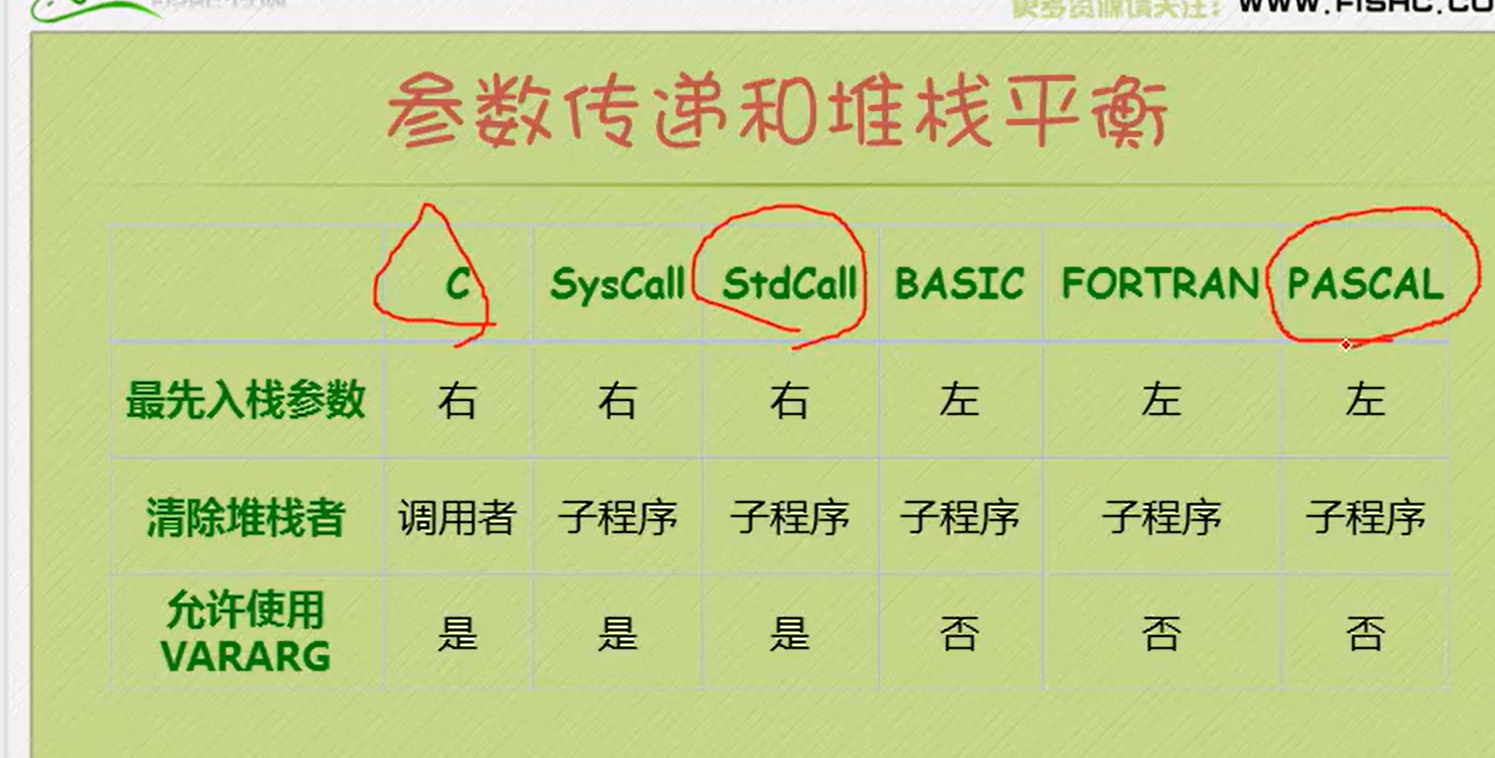 更多资源请关注： WWW.FISHC.CO
参数传递和堆栈平衡
C SysCall StdCall BASIC FORTRAN PASCAL
最先入栈参数 右 右 右 左 左 左
清除堆栈者 调用者 子程序 子程序 子程序 子程序 子程序
允许使用
VARARG 是 是 是 否 否 否